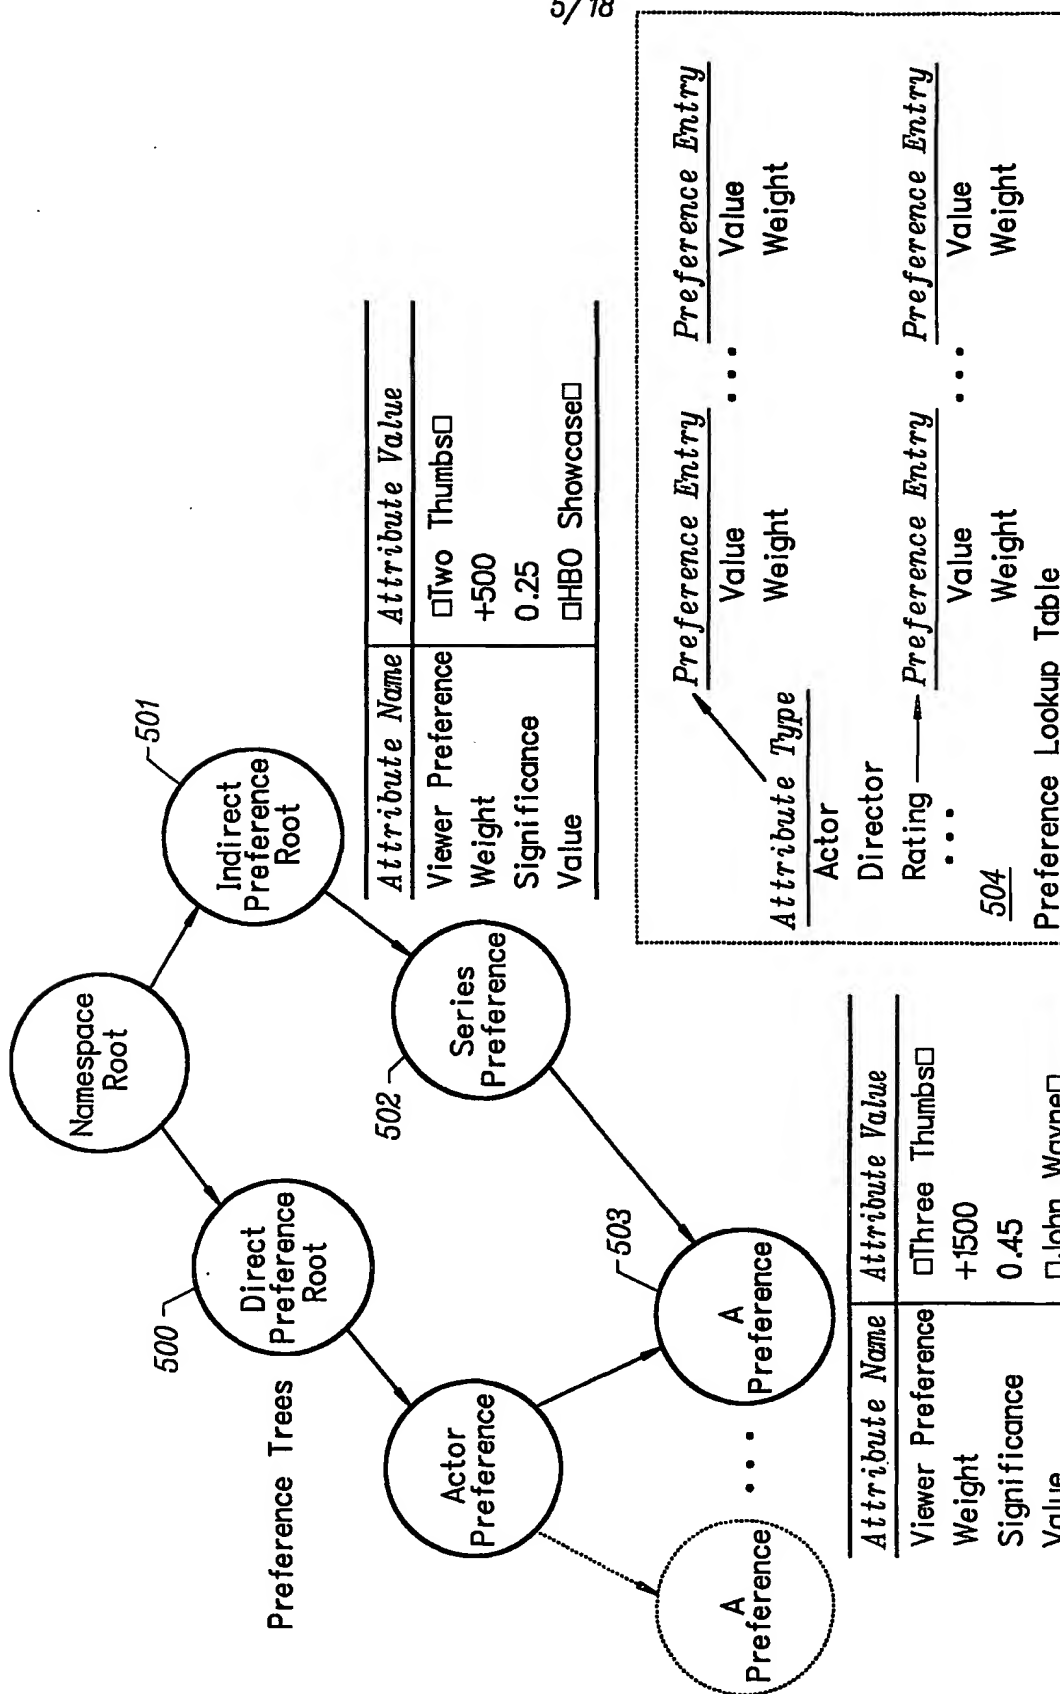 5/18
Preference Trees
Namespace
Root
500
Direct
Preference
Root
501
Indirect
Preference
Root
Actor
Preference
502
Series
Preference
A
Preference
...
503
A
Preference
Attribute Name Attribute Value
Viewer Preference □Two Thumbs□
Weight +500
Significance 0.25
Value □HBO Showcase□
Attribute Name Attribute Value
Viewer Preference □Three Thumbs□
Weight +1500
Significance 0.45
Value □John Wayne□
Attribute Type
Actor
Director
Rating
...
Preference Entry
Value
Weight
...
Preference Entry
Value
Weight
Preference Entry
Value
Weight
...
Preference Entry
Value
Weight
504
Preference Lookup Table